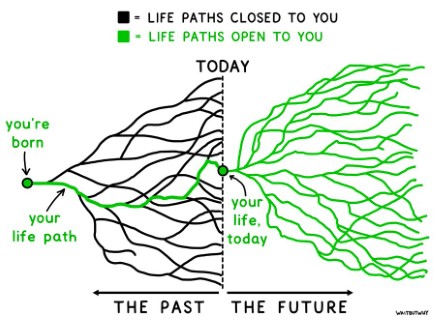 = LIFE PATHS CLOSED TO YOU
= LIFE PATHS OPEN TO YOU
TODAY
you're
born
your
life path
your
life,
today
THE PAST
THE FUTURE
WAITBUTWHY